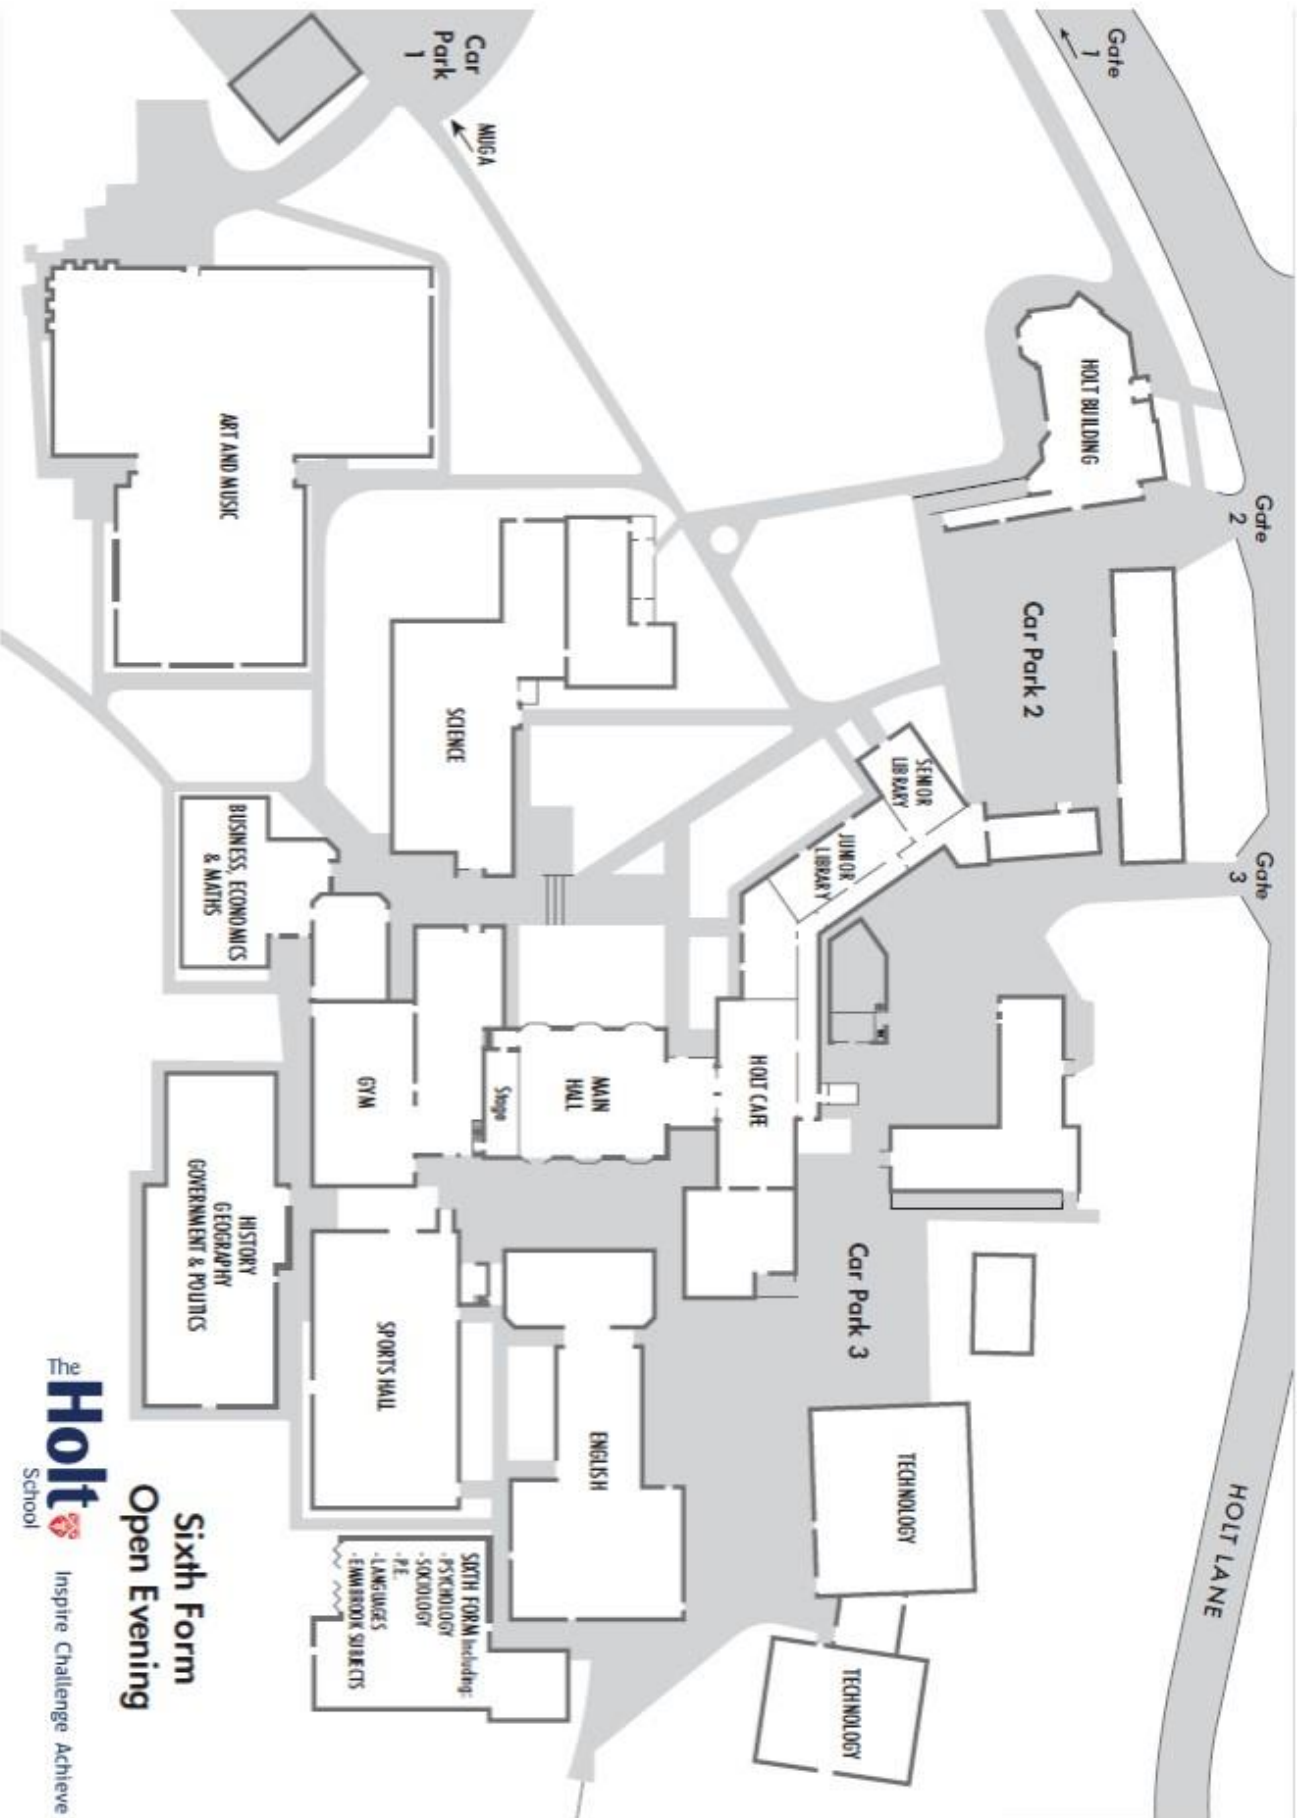 HOLT LANE
Gate
1
Gate
2
Gate
3
HOLT BUILDING
Car Park 2
Car
Park
1
MUGA
SENIOR
LIBRARY
JUNIOR
LIBRARY
HOLT CAFE
Car Park 3
TECHNOLOGY
TECHNOLOGY
MAIN
HALL
Stage
ENGLISH
SCIENCE
ART AND MUSIC
GYM
SPORTS HALL
BUSINESS, ECONOMICS
& MATHS
HISTORY
GEOGRAPHY
GOVERNMENT & POLITICS
SIXTH FORM Including:
- PSYCHOLOGY
- SOCIOLOGY
- P.E.
- LANGUAGES
- EMMBROOK SUBJECTS
Sixth Form
Open Evening
The
Holt
School
Inspire Challenge Achieve